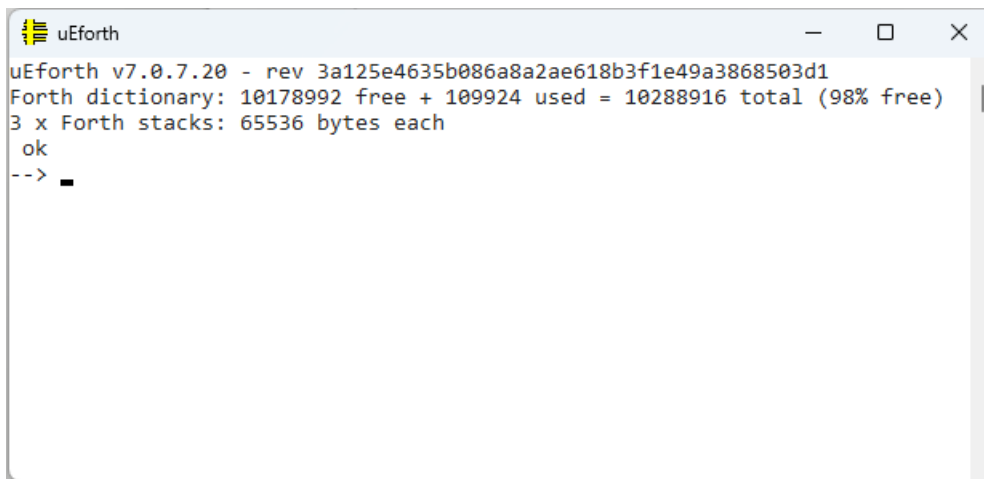 uEforth
uEforth v7.0.7.20 - rev 3a125e4635b086a8a2ae618b3f1e49a3868503d1
Forth dictionary: 10178992 free + 109924 used = 10288916 total (98% free)
3 x Forth stacks: 65536 bytes each
ok
-->